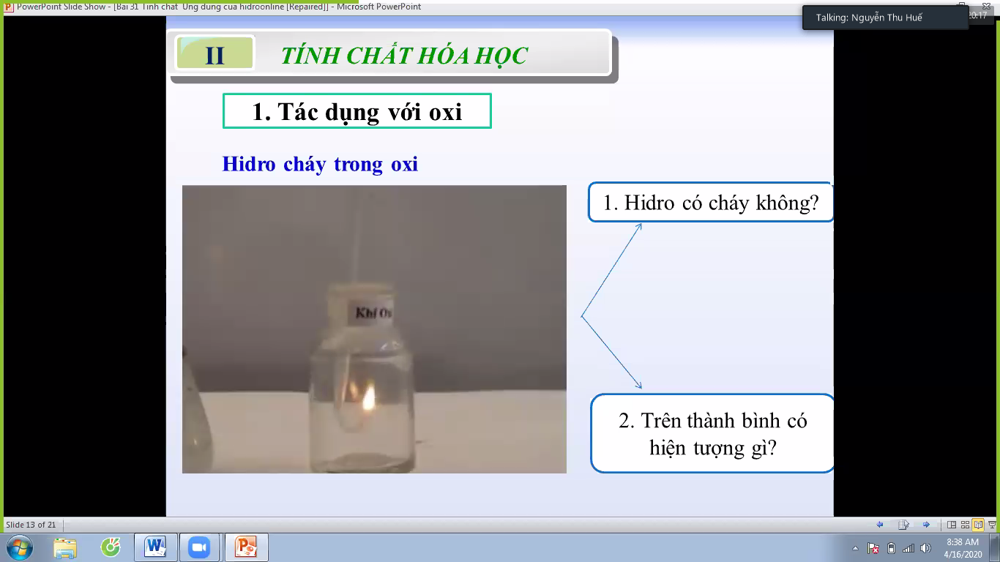 PowerPoint Slide Show - [Bai 31 Tinh chat Ung dung cua hidroonline [Repaired]] - Microsoft PowerPoint
Talking: Nguyễn Thu Huế
20:17
II
TÍNH CHẤT HÓA HỌC
1. Tác dụng với oxi
Hidro cháy trong oxi
1. Hidro có cháy không?
Khí Ox
2. Trên thành bình có
hiện tượng gì?
Slide 13 of 21
8:38 AM
4/16/2020